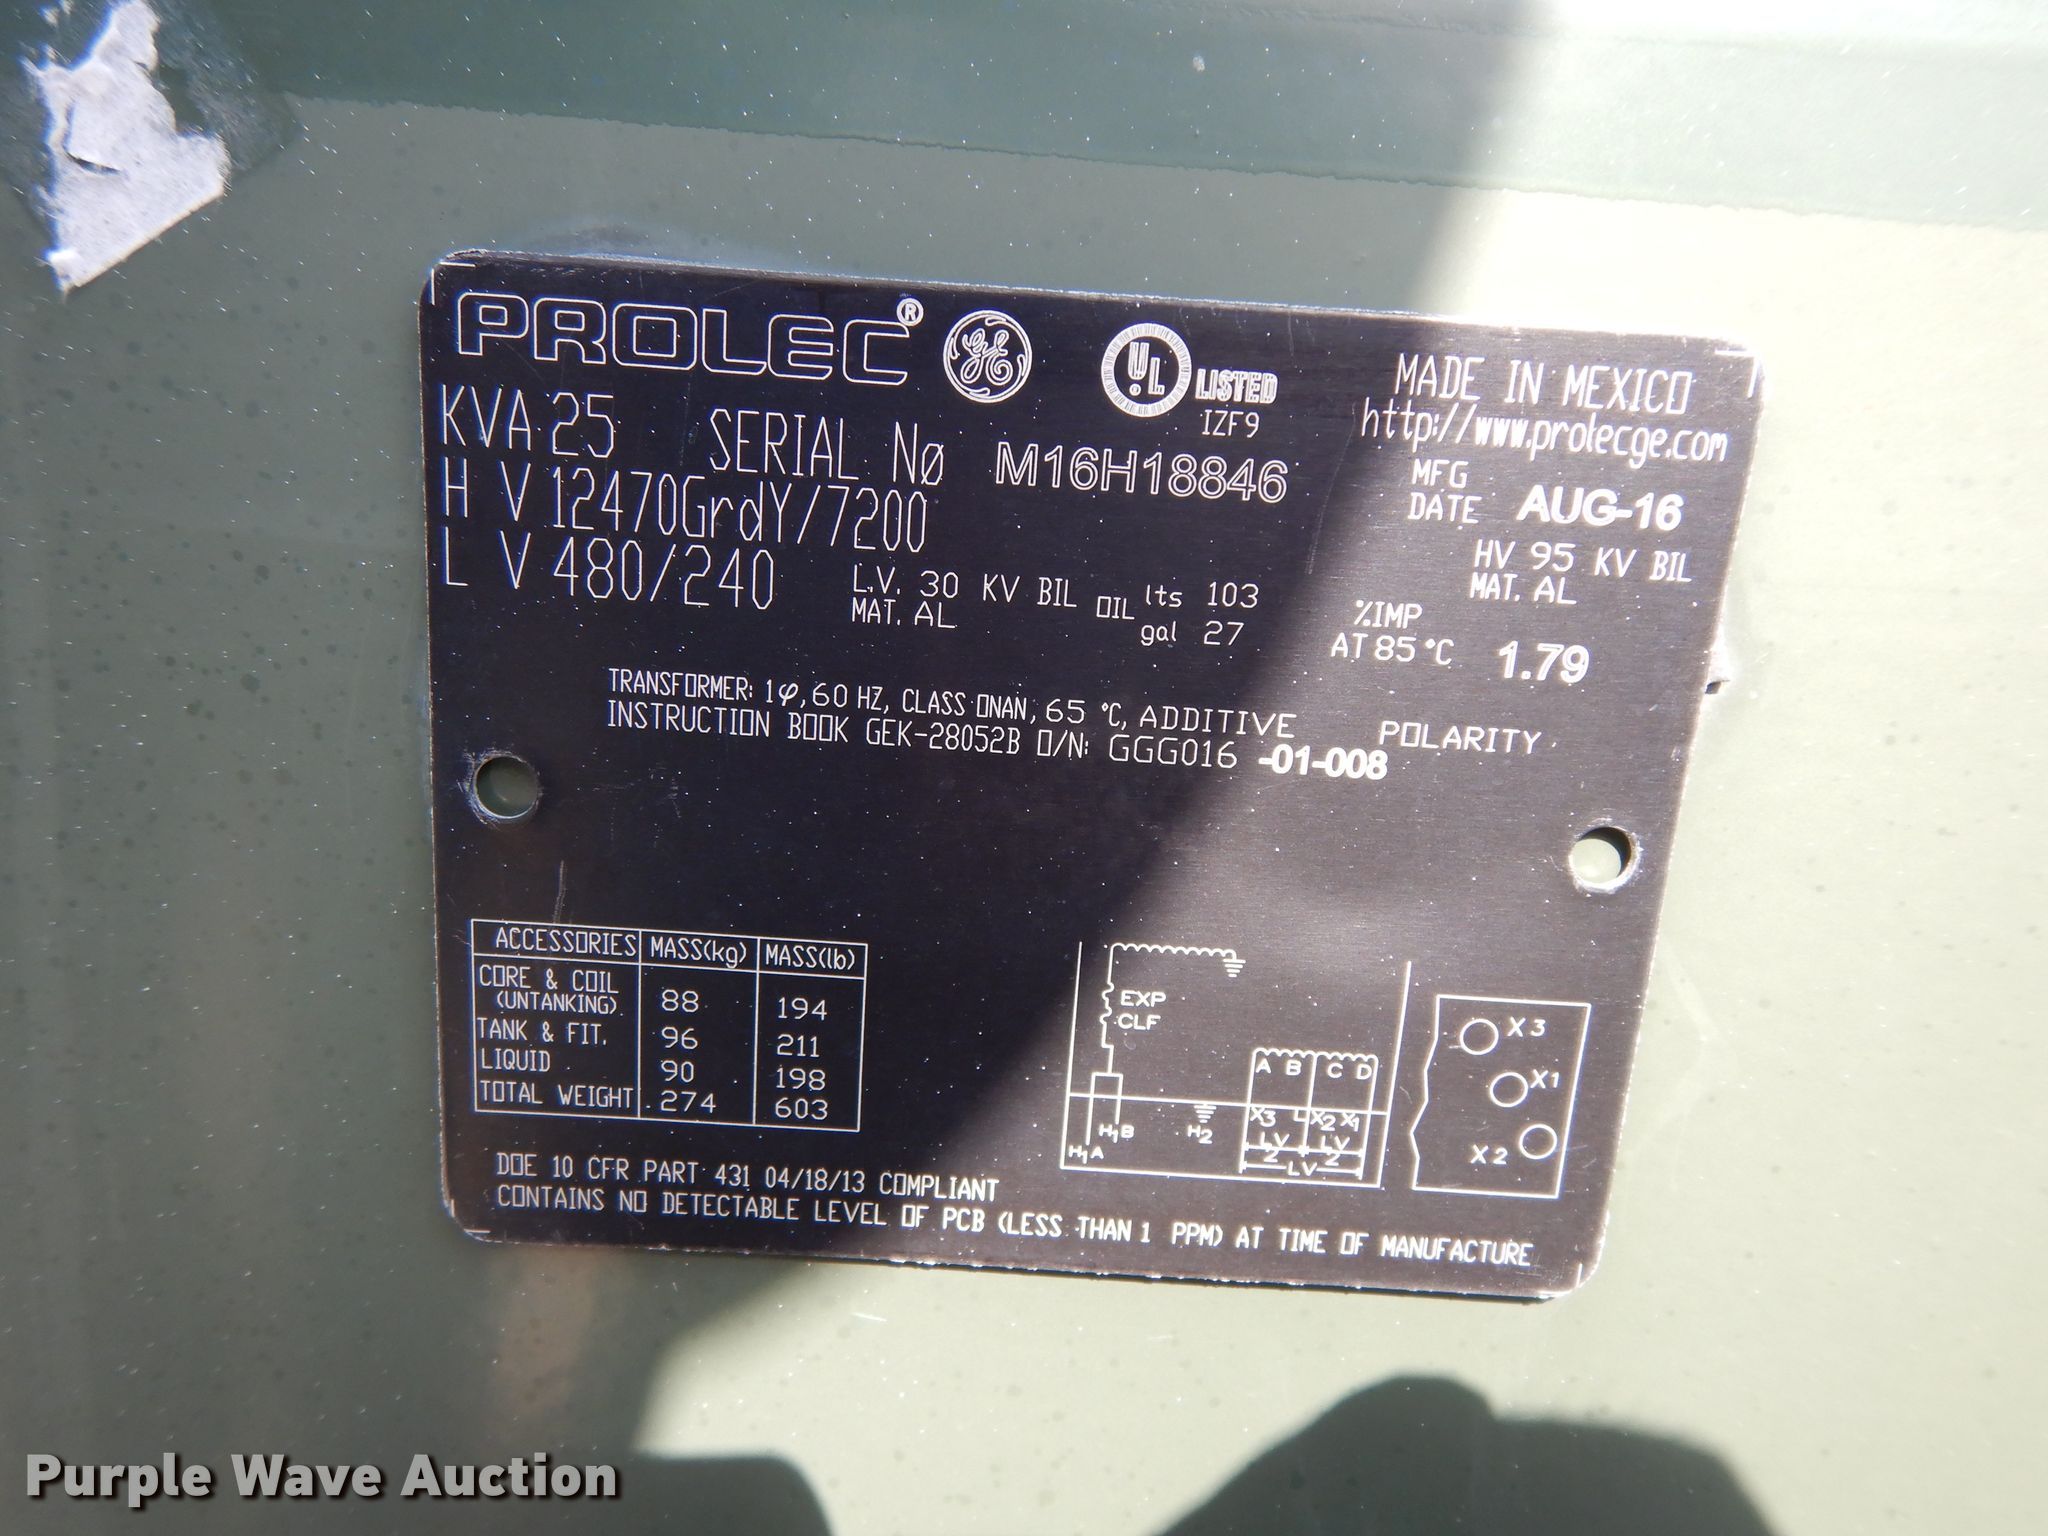 PROLEC® GE UL LISTED
IZF9
MADE IN MEXICO
http://www.prolecge.com
KVA 25 SERIAL Nø M16H18846
MFG
DATE AUG-16
H V 12470GrdY/7200
HV 95 KV BIL
MAT. AL
L V 480/240
L.V. 30 KV BIL
MAT. AL
OIL lts 103
gal 27
%IMP
AT 85 °C 1.79
TRANSFORMER: 1φ, 60 HZ, CLASS ONAN, 65 °C, ADDITIVE POLARITY
INSTRUCTION BOOK GEK-28052B O/N: GGG016 -01-008
ACCESSORIES MASS(kg) MASS(lb)
CORE & COIL
(UNTANKING) 88 194
TANK & FIT. 96 211
LIQUID 90 198
TOTAL WEIGHT 274 603
EXP
CLF
A B C D
H1A H1B H2 X3 X2 X1
LV LV
2 2
LV
X3
X1
X2
DOE 10 CFR PART 431 04/18/13 COMPLIANT
CONTAINS NO DETECTABLE LEVEL OF PCB (LESS THAN 1 PPM) AT TIME OF MANUFACTURE
Purple Wave Auction